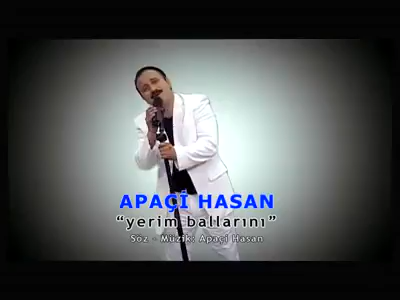 APAÇİ HASAN
“yerim ballarını”
Söz - Müzik: Apaçi Hasan